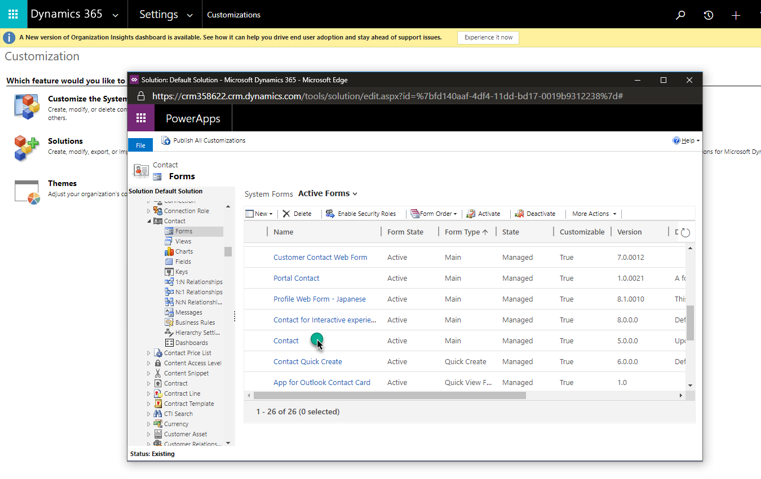 Dynamics 365
Settings
Customizations
A New version of Organization Insights dashboard is available. See how it can help you drive end user adoption and stay ahead of support issues.
Experience it now
Customization
Which feature would you like to
Customize the System
Create, modify, or delete com
others.
Solutions
Create, modify, export, or imp
ns for Microsoft Dy
Themes
Adjust your organization's co
Solution: Default Solution - Microsoft Dynamics 365 - Microsoft Edge
https://crm358622.crm.dynamics.com/tools/solution/edit.aspx?id=%7bfd140aaf-4df4-11dd-bd17-0019b9312238%7d#
PowerApps
File
Publish All Customizations
Help
Contact
Forms
Solution Default Solution
Connection
Connection Role
Contact
Forms
Views
Charts
Fields
Keys
1:N Relationships
N:1 Relationships
N:N Relationshi...
Messages
Business Rules
Hierarchy Setti...
Dashboards
Contact Price List
Content Access Level
Content Snippet
Contract
Contract Line
Contract Template
CTI Search
Currency
Customer Asset
Customer Relations...
System Forms Active Forms
New
Delete
Enable Security Roles
Form Order
Activate
Deactivate
More Actions
Name Form State Form Type State Customizable Version D
Customer Contact Web Form Active Main Managed True 7.0.0012
Portal Contact Active Main Managed True 1.0.0021 A fo
Profile Web Form - Japanese Active Main Managed True 8.1.0010 This
Contact for Interactive experie... Active Main Managed True 8.0.0.0 Def
Contact Active Main Managed True 5.0.0.0 Upd
Contact Quick Create Active Quick Create Managed True 6.0.0.0 Def
App for Outlook Contact Card Active Quick View F... Managed True 1.0
1 - 26 of 26 (0 selected)
Status: Existing